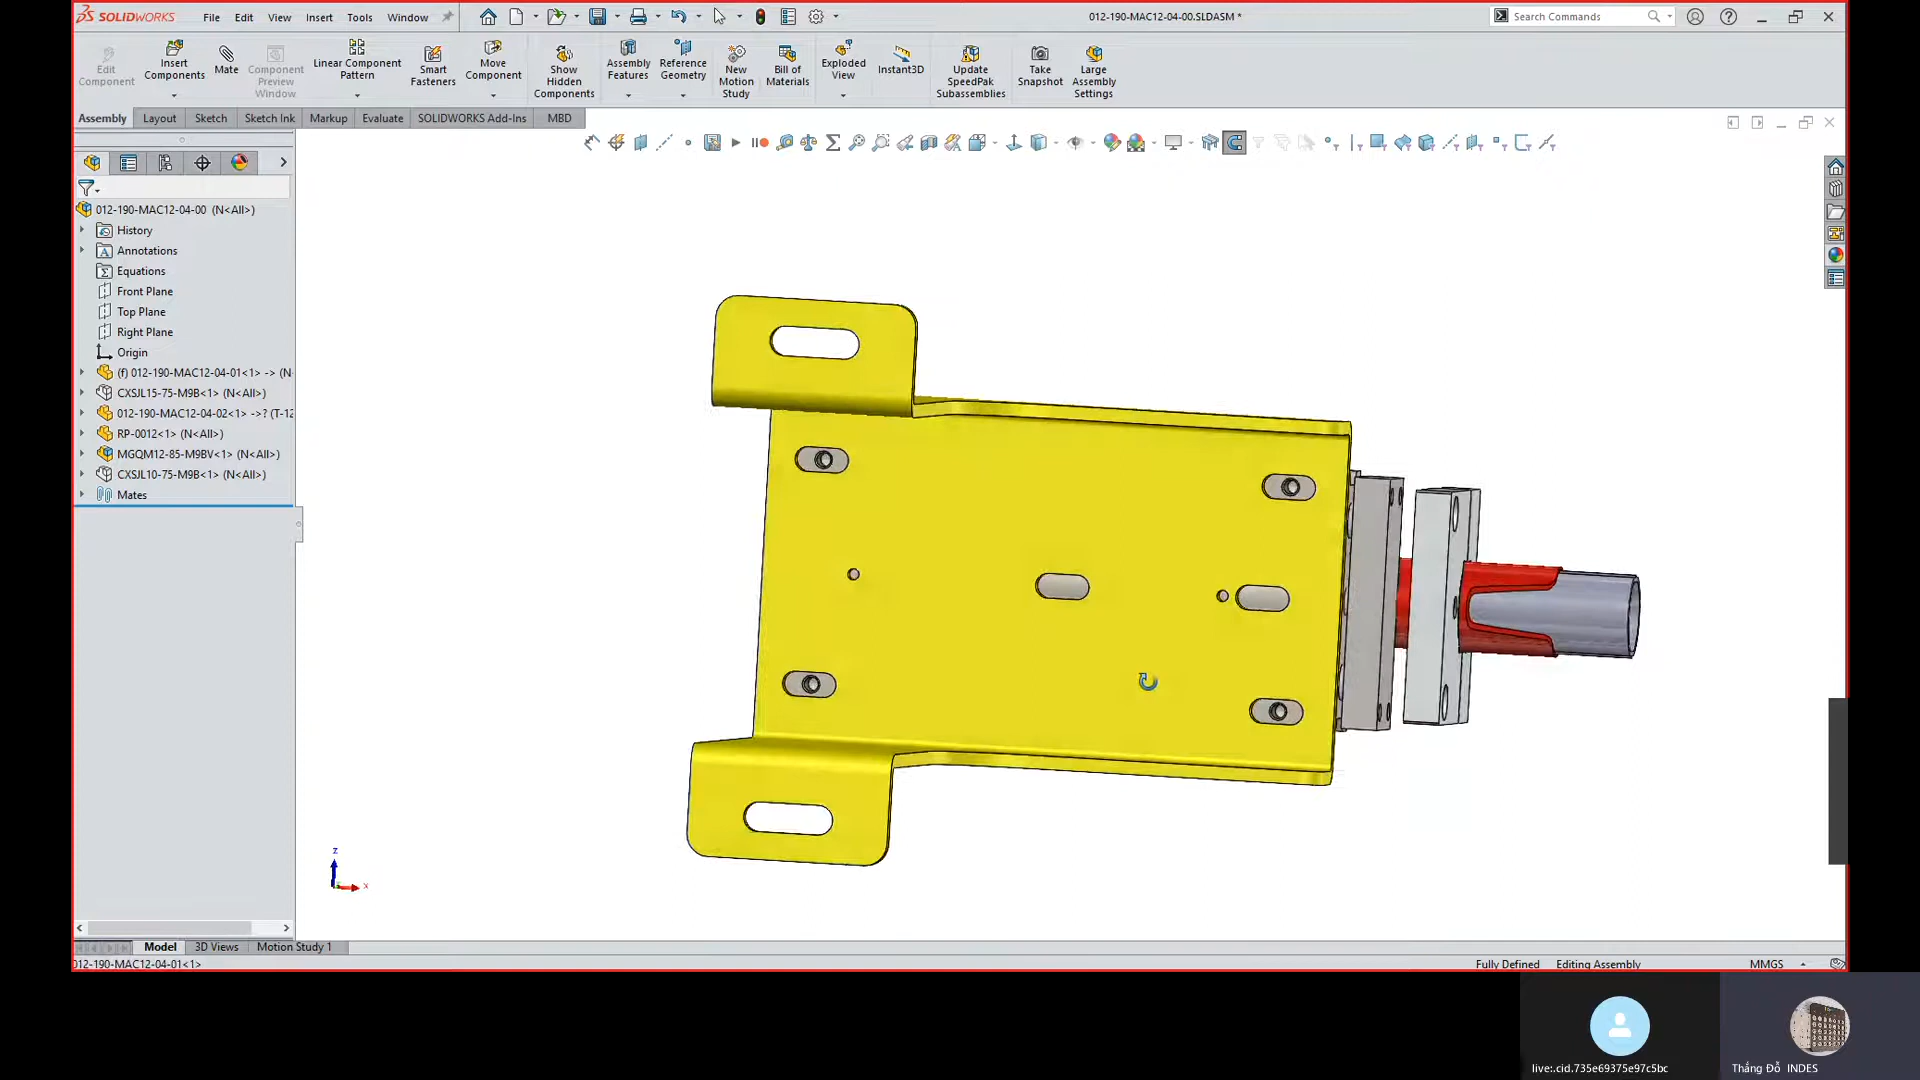 SOLIDWORKS File Edit View Insert Tools Window 012-190-MAC12-04-00.SLDASM * Search Commands
Edit Component
Insert Components
Mate
Component Preview Window
Linear Component Pattern
Smart Fasteners
Move Component
Show Hidden Components
Assembly Features
Reference Geometry
New Motion Study
Bill of Materials
Exploded View
Instant3D
Update SpeedPak Subassemblies
Take Snapshot
Large Assembly Settings
Assembly Layout Sketch Sketch Ink Markup Evaluate SOLIDWORKS Add-Ins MBD
012-190-MAC12-04-00 (N<All>)
History
Annotations
Equations
Front Plane
Top Plane
Right Plane
Origin
(f) 012-190-MAC12-04-01<1> -> (N
CXSJL15-75-M9B<1> (N<All>)
012-190-MAC12-04-02<1> ->? (T-12
RP-0012<1> (N<All>)
MGQM12-85-M9BV<1> (N<All>)
CXSJL10-75-M9B<1> (N<All>)
Mates
z
x
Model 3D Views Motion Study 1
012-190-MAC12-04-01<1> Fully Defined Editing Assembly MMGS
live:.cid.735e69375e97c5bc Thắng Đỗ INDES